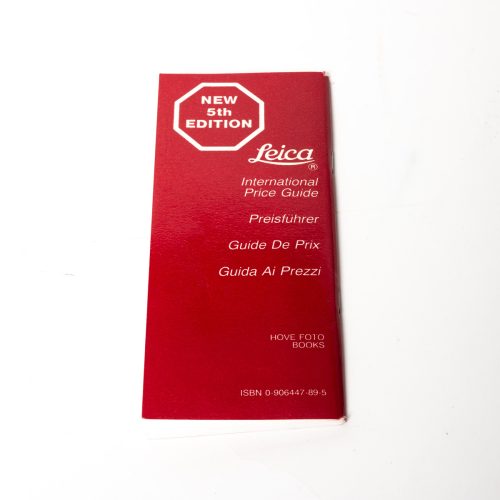 NEW
5th
EDITION
Leica
®
International
Price Guide
Preisführer
Guide De Prix
Guida Ai Prezzi
HOVE FOTO
BOOKS
ISBN 0-906447-89-5